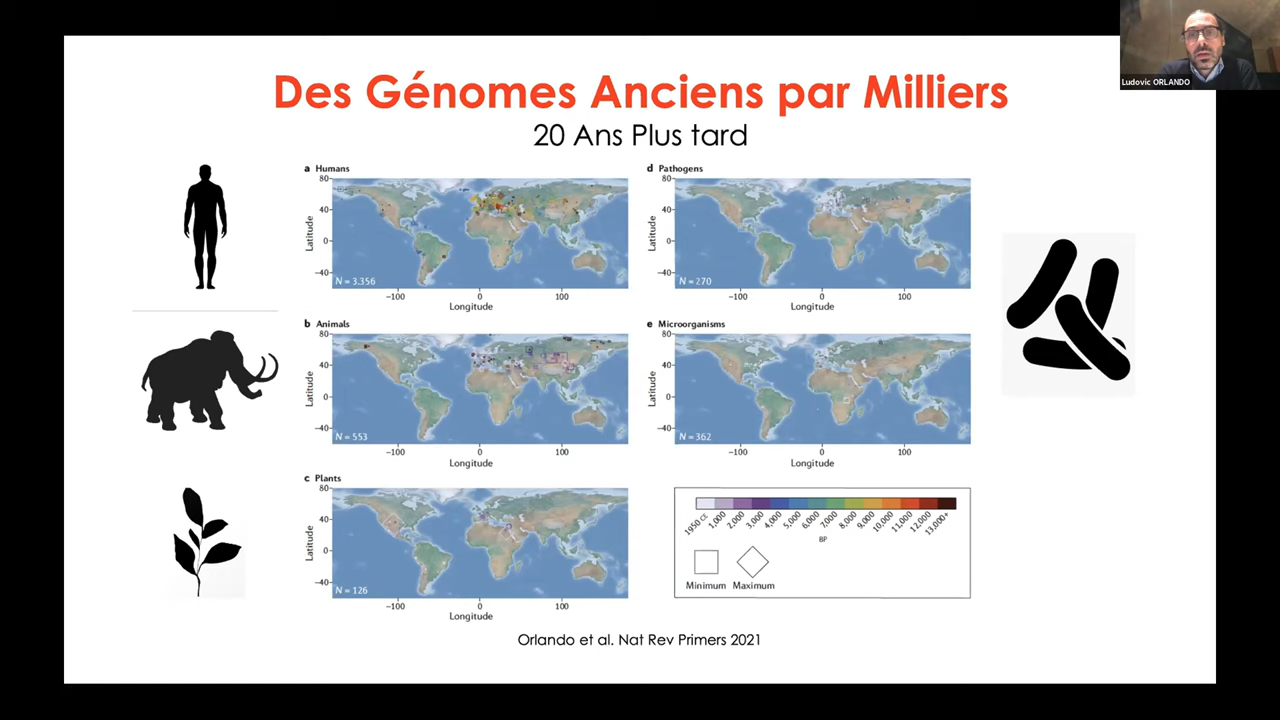 Ludovic ORLANDO
Des Génomes Anciens par Milliers
20 Ans Plus tard
a Humans
80
40
0
−40
Latitude
N = 3,356
−100 0 100
Longitude
d Pathogens
80
40
0
−40
Latitude
N = 270
−100 0 100
Longitude
b Animals
80
40
0
−40
Latitude
N = 553
−100 0 100
Longitude
e Microorganisms
80
40
0
−40
Latitude
N = 362
−100 0 100
Longitude
c Plants
80
40
0
−40
Latitude
N = 126
−100 0 100
Longitude
1950 CE 1,000 2,000 3,000 4,000 5,000 6,000 7,000 8,000 9,000 10,000 11,000 12,000 13,000+
BP
Minimum Maximum
Orlando et al. Nat Rev Primers 2021